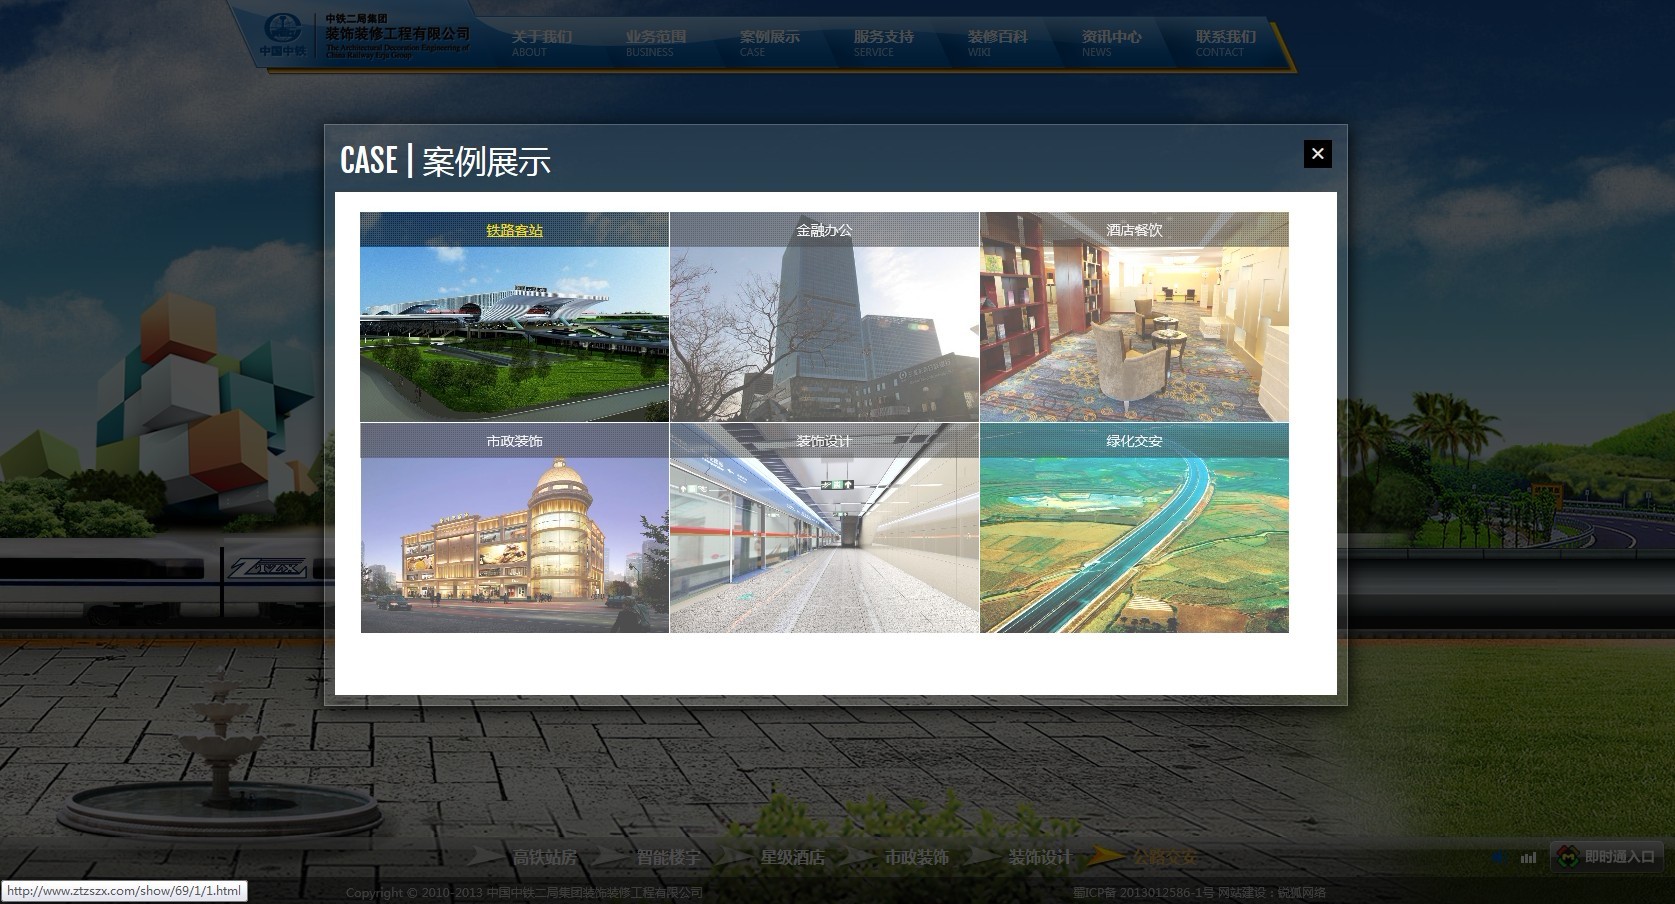 中国中铁
中铁二局集团
装饰装修工程有限公司
The Architectural Decoration Engineering of
China Railway Erju Group
关于我们 业务范围 案例展示 服务支持 装修百科 资讯中心 联系我们
ABOUT BUSINESS CASE SERVICE WIKI NEWS CONTACT
CASE | 案例展示
铁路客站 金融办公 酒店餐饮
市政装饰 装饰设计 绿化交安
ZTZSZX
高铁站房 智能楼宇 星级酒店 市政装饰 装饰设计 公路交安
即时通入口
http://www.ztzszx.com/show/69/1/1.html
Copyright © 2010-2013 中国中铁二局集团装饰装修工程有限公司
蜀ICP备 2013012586-1号 网站建设：锐狐网络